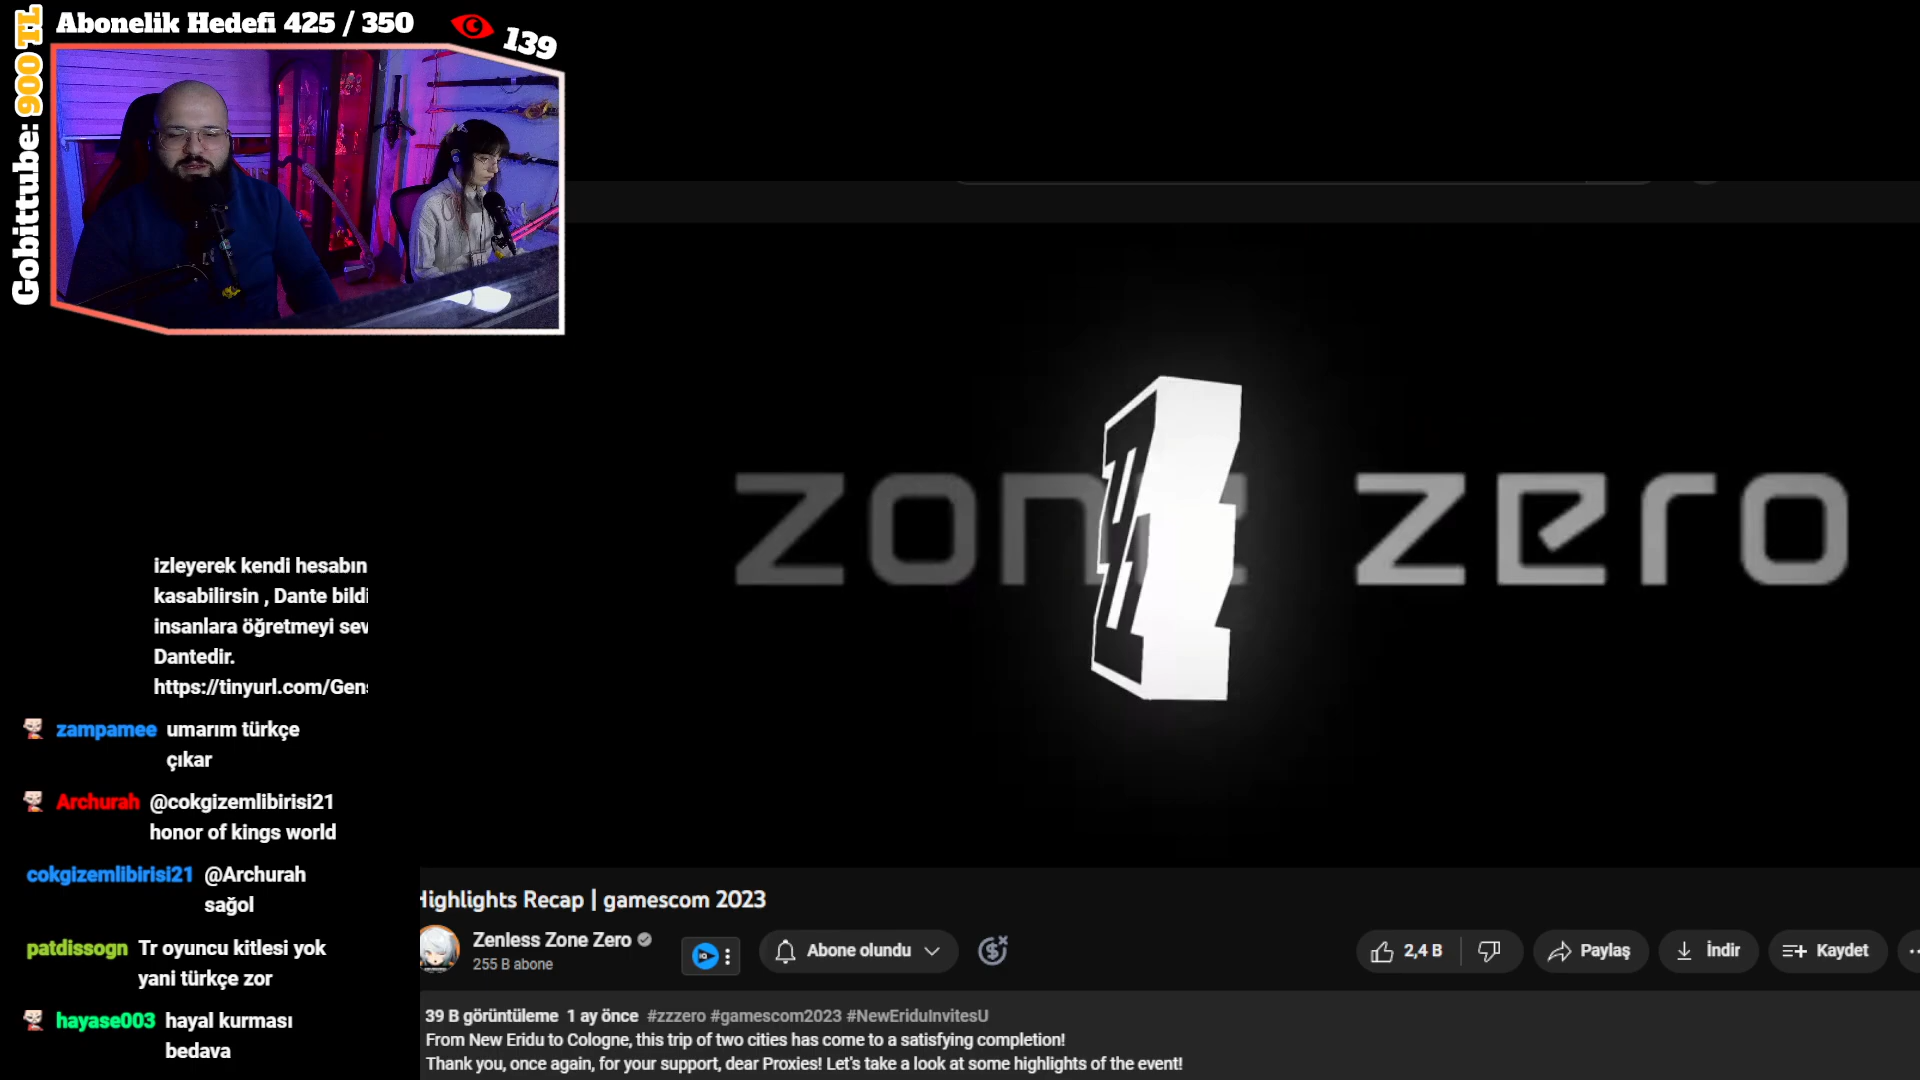 Abonelik Hedefi 425 / 350
139
Gobittube: 900 TL
zone zero
izleyerek kendi hesabın
kasabilirsin , Dante bildi
insanlara öğretmeyi sev
Dantedir.
https://tinyurl.com/Gens
zampamee umarım türkçe
çıkar
Archurah @cokgizemlibirisi21
honor of kings world
cokgizemlibirisi21 @Archurah
sağol
patdissogn Tr oyuncu kitlesi yok
yani türkçe zor
hayase003 hayal kurması
bedava
Highlights Recap | gamescom 2023
Zenless Zone Zero
255 B abone
Abone olundu
2,4 B
Paylaş
İndir
Kaydet
39 B görüntüleme 1 ay önce #zzzero #gamescom2023 #NewEriduInvitesU
From New Eridu to Cologne, this trip of two cities has come to a satisfying completion!
Thank you, once again, for your support, dear Proxies! Let's take a look at some highlights of the event!